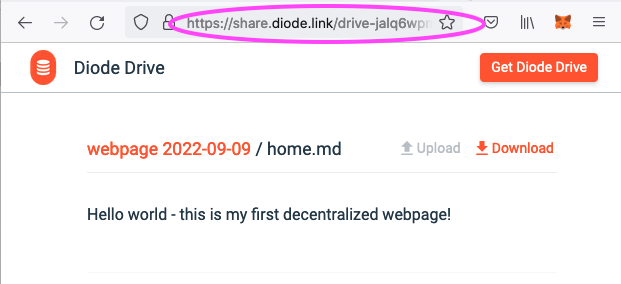 https://share.diode.link/drive-jalq6wpn
Diode Drive
Get Diode Drive
webpage 2022-09-09 / home.md
Upload
Download
Hello world - this is my first decentralized webpage!